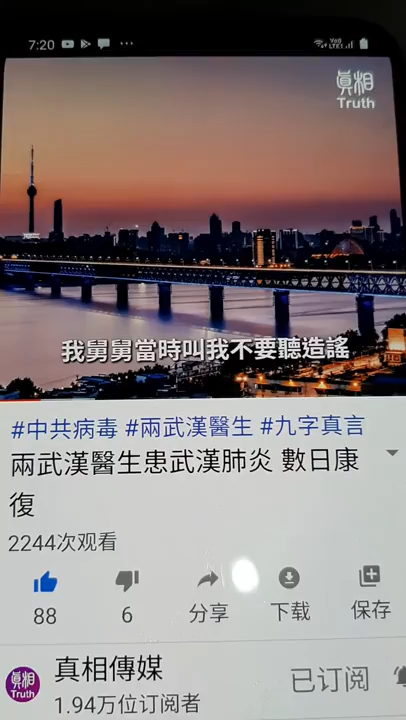 7:20
Vo))
LTE1
真相
Truth
我舅舅當時叫我不要聽造謠
#中共病毒 #兩武漢醫生 #九字真言
兩武漢醫生患武漢肺炎 數日康
復
2244次观看
88
6
分享
下载
保存
真相
Truth
真相傳媒
1.94万位订阅者
已订阅